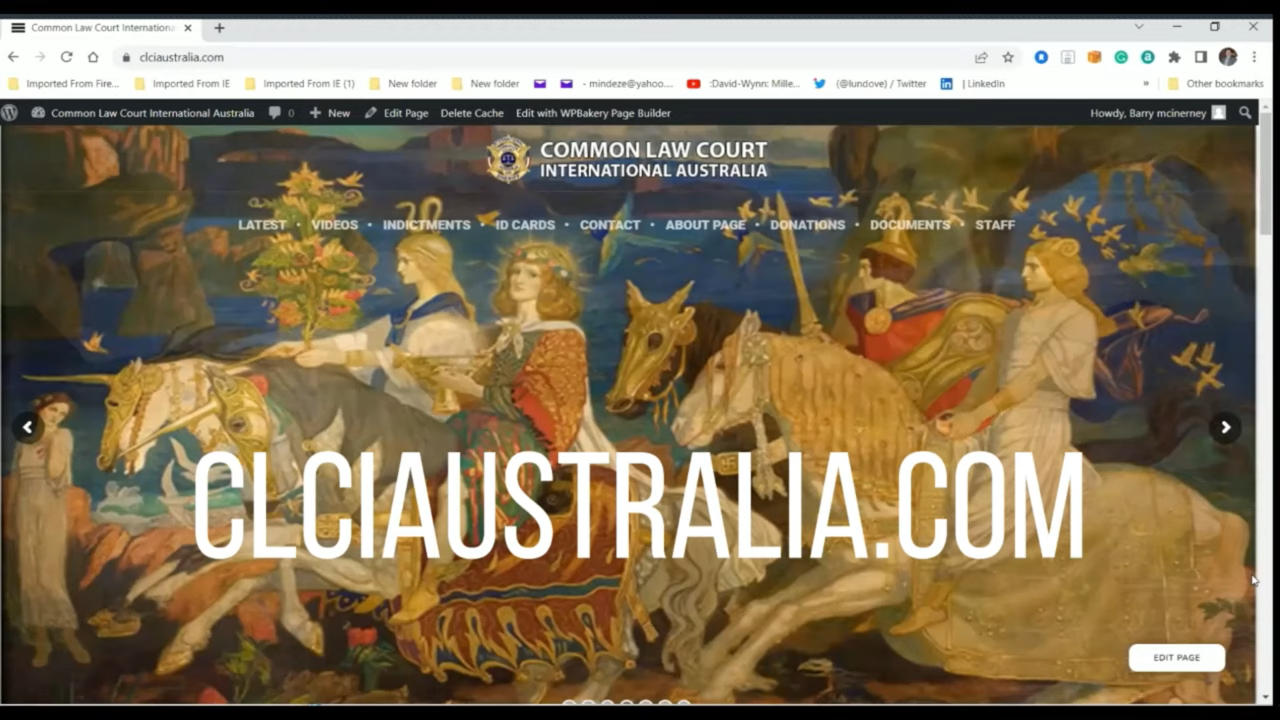 Common Law Court Internationa
clciaustralia.com
Imported From Fire...
Imported From IE
Imported From IE (1)
New folder
New folder
- mindeze@yahoo....
:David-Wynn: Mille...
(@lundove) / Twitter
| LinkedIn
»
Other bookmarks
Common Law Court International Australia
0
New
Edit Page
Delete Cache
Edit with WPBakery Page Builder
Howdy, Barry mcinerney
COMMON LAW COURT
INTERNATIONAL AUSTRALIA
LATEST • VIDEOS • INDICTMENTS • ID CARDS • CONTACT • ABOUT PAGE • DONATIONS • DOCUMENTS • STAFF
CLCIAUSTRALIA.COM
EDIT PAGE